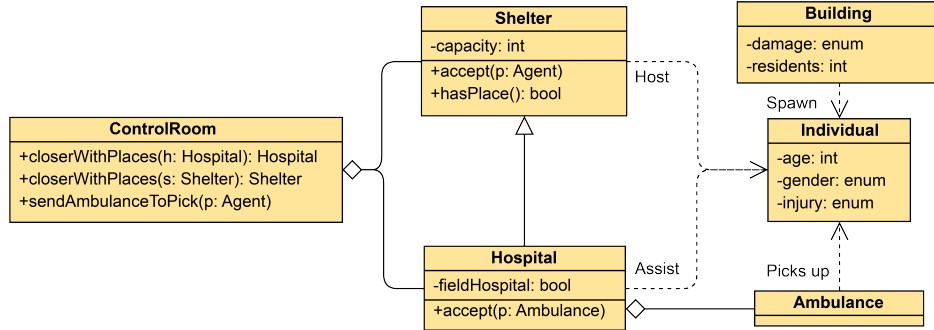 Shelter
-capacity: int
+accept(p: Agent)
+hasPlace(): bool
Building
-damage: enum
-residents: int
Host
Spawn
ControlRoom
+closerWithPlaces(h: Hospital): Hospital
+closerWithPlaces(s: Shelter): Shelter
+sendAmbulanceToPick(p: Agent)
Individual
-age: int
-gender: enum
-injury: enum
Hospital
-fieldHospital: bool
+accept(p: Ambulance)
Assist
Picks up
Ambulance